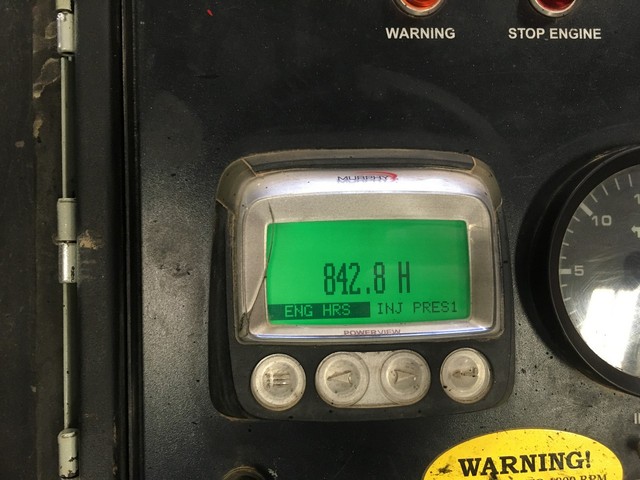 WARNING
STOP ENGINE
MURPHY
842.8 H
ENG HRS
INJ PRES1
POWERVIEW
10
5
WARNING!